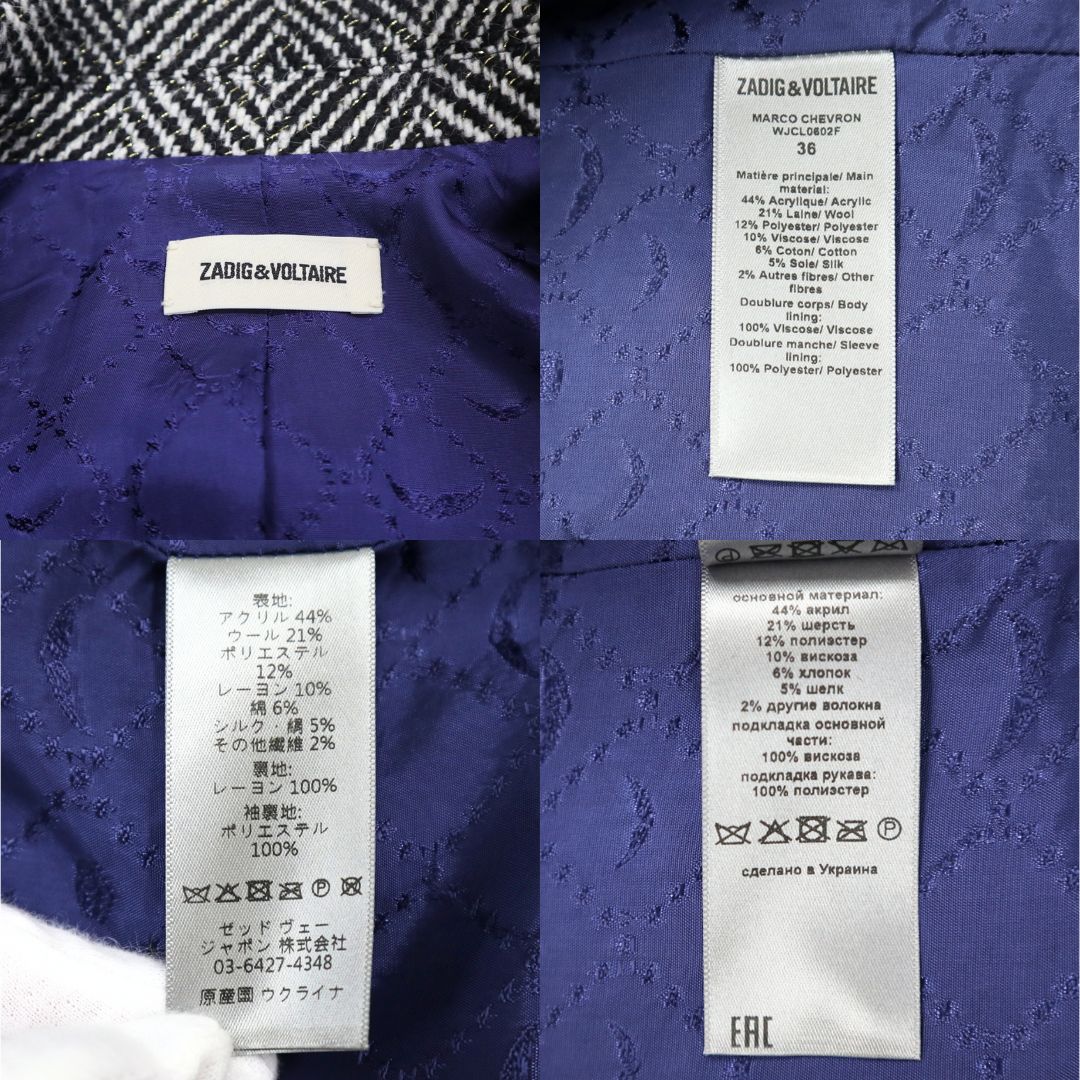 ZADIG&VOLTAIRE
ZADIG&VOLTAIRE
MARCO CHEVRON
WJCL0602F
36
Matière principale/ Main
material:
44% Acrylique/ Acrylic
21% Laine/ Wool
12% Polyester/ Polyester
10% Viscose/ Viscose
6% Coton/ Cotton
5% Soie/ Silk
2% Autres fibres/ Other
fibres
Doublure corps/ Body
lining:
100% Viscose/ Viscose
Doublure manche/ Sleeve
lining:
100% Polyester/ Polyester
表地:
アクリル 44%
ウール 21%
ポリエステル
12%
レーヨン 10%
綿 6%
シルク・絹 5%
その他繊維 2%
裏地:
レーヨン 100%
袖裏地:
ポリエステル
100%
P
ゼッド ヴェー
ジャポン 株式会社
03-6427-4348
原産国 ウクライナ
основной материал:
44% акрил
21% шерсть
12% полиэстер
10% вискоза
6% хлопок
5% шелк
2% другие волокна
подкладка основной
части:
100% вискоза
подкладка рукава:
100% полиэстер
P
сделано в Украина
EAC